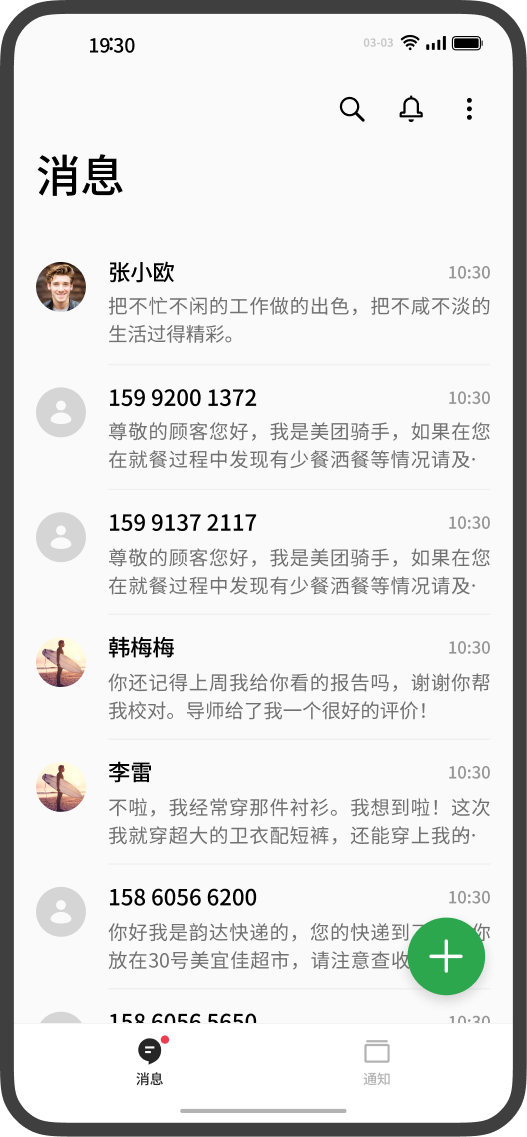 19:30
03-03
消息
张小欧 10:30
把不忙不闲的工作做的出色，把不咸不淡的
生活过得精彩。
159 9200 1372 10:30
尊敬的顾客您好，我是美团骑手，如果在您
在就餐过程中发现有少餐洒餐等情况请及·
159 9137 2117 10:30
尊敬的顾客您好，我是美团骑手，如果在您
在就餐过程中发现有少餐洒餐等情况请及·
韩梅梅 10:30
你还记得上周我给你看的报告吗，谢谢你帮
我校对。导师给了我一个很好的评价！
李雷 10:30
不啦，我经常穿那件衬衫。我想到啦！这次
我就穿超大的卫衣配短裤，还能穿上我的·
158 6056 6200 10:30
你好我是韵达快递的，您的快递到了 你
放在30号美宜佳超市，请注意查收
158 6056 5650 10:30
消息 通知